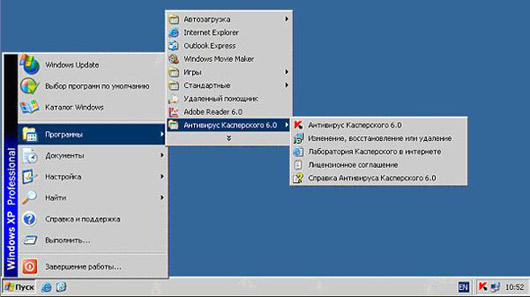 Автозагрузка
Internet Explorer
Outlook Express
Windows Movie Maker
Игры
Стандартные
Удаленный помощник
Adobe Reader 6.0
Антивирус Касперского 6.0
Антивирус Касперского 6.0
Изменение, восстановление или удаление
Лаборатория Касперского в интернете
Лицензионное соглашение
Справка Антивируса Касперского 6.0
Windows Update
Выбор программ по умолчанию
Каталог Windows
Программы
Документы
Настройка
Найти
Справка и поддержка
Выполнить...
Завершение работы...
Windows XP Professional
Пуск
EN
10:52